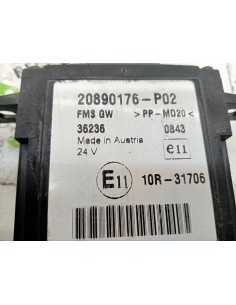 20890176-P02
FMS GW >PP-MD20<
36236 0843
Made in Austria e11
24 V
E11 10R-31706